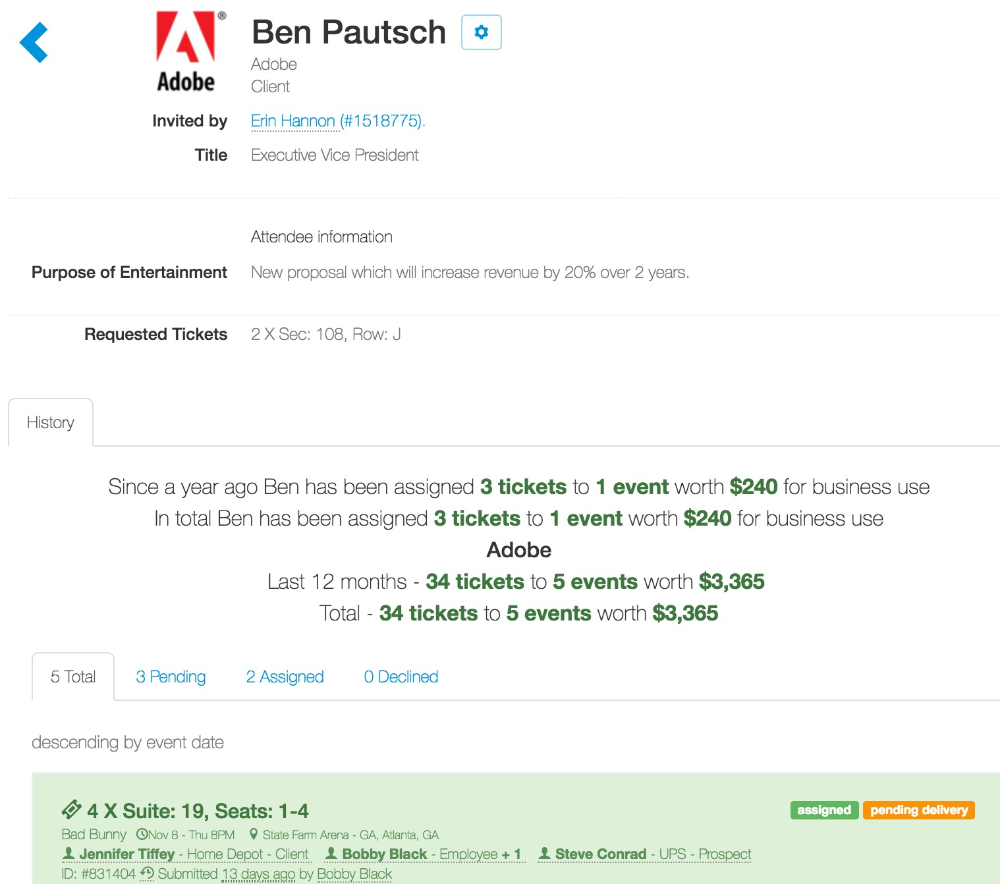 Adobe
®
Ben Pautsch
Adobe
Client
Invited by Erin Hannon (#1518775).
Title Executive Vice President
Attendee information
Purpose of Entertainment New proposal which will increase revenue by 20% over 2 years.
Requested Tickets 2 X Sec: 108, Row: J
History
Since a year ago Ben has been assigned 3 tickets to 1 event worth $240 for business use
In total Ben has been assigned 3 tickets to 1 event worth $240 for business use
Adobe
Last 12 months - 34 tickets to 5 events worth $3,365
Total - 34 tickets to 5 events worth $3,365
5 Total 3 Pending 2 Assigned 0 Declined
descending by event date
4 X Suite: 19, Seats: 1-4 assigned pending delivery
Bad Bunny Nov 8 - Thu 8PM State Farm Arena - GA, Atlanta, GA
Jennifer Tiffey - Home Depot - Client Bobby Black - Employee + 1 Steve Conrad - UPS - Prospect
ID: #831404 Submitted 13 days ago by Bobby Black